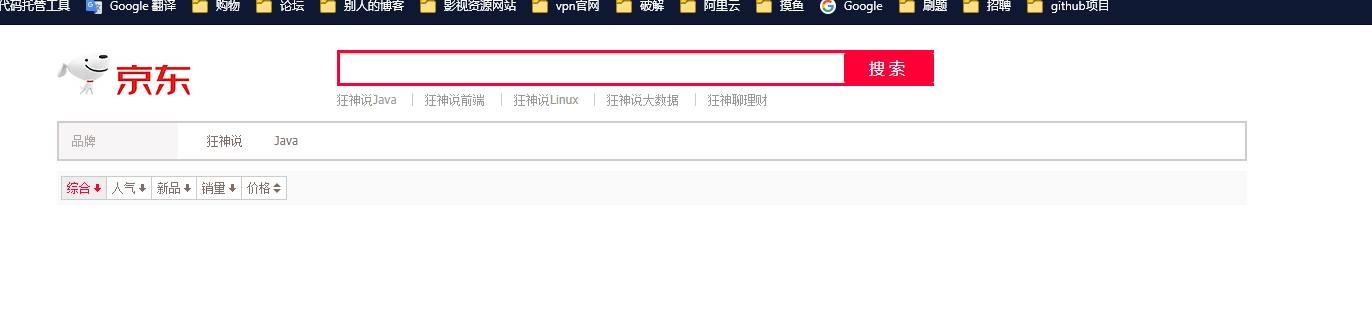 代码托管工具 Google 翻译 购物 论坛 别人的博客 影视资源网站 vpn官网 破解 阿里云 摸鱼 Google 刷题 招聘 github项目
京东 搜 索
狂神说Java 狂神说前端 狂神说Linux 狂神说大数据 狂神聊理财
品牌 狂神说 Java
综合 人气 新品 销量 价格